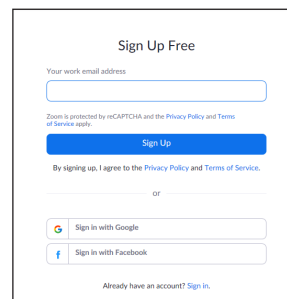 Sign Up Free
Your work email address
Zoom is protected by reCAPTCHA and the Privacy Policy and Terms
of Service apply.
Sign Up
By signing up, I agree to the Privacy Policy and Terms of Service.
or
G Sign in with Google
f Sign in with Facebook
Already have an account? Sign in.